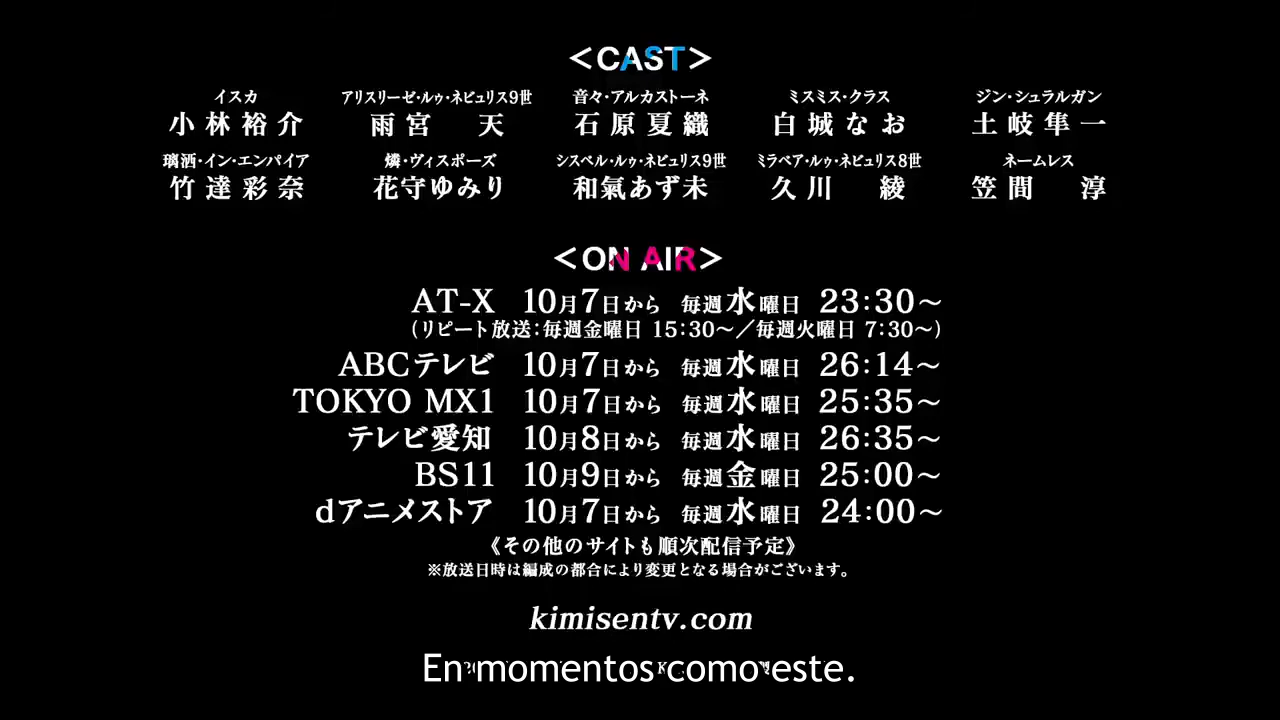 <CAST>
イスカ アリスリーゼ・ルゥ・ネビュリス9世 音々・アルカストーネ ミスミス・クラス ジン・シュラルガン
小林裕介 雨宮 天 石原夏織 白城なお 土岐隼一
璃洒・イン・エンパイア 燐・ヴィスポーズ シスベル・ルゥ・ネビュリス9世 ミラベア・ルゥ・ネビュリス8世 ネームレス
竹達彩奈 花守ゆみり 和氣あず未 久川 綾 笠間 淳
<ON AIR>
AT-X 10月7日から 毎週水曜日 23:30～
（リピート放送：毎週金曜日 15:30～／毎週火曜日 7:30～）
ABCテレビ 10月7日から 毎週水曜日 26:14～
TOKYO MX1 10月7日から 毎週水曜日 25:35～
テレビ愛知 10月8日から 毎週水曜日 26:35～
BS11 10月9日から 毎週金曜日 25:00～
dアニメストア 10月7日から 毎週水曜日 24:00～
《その他のサイトも順次配信予定》
※放送日時は編成の都合により変更となる場合がございます。
kimisentv.com
En momentos como este.